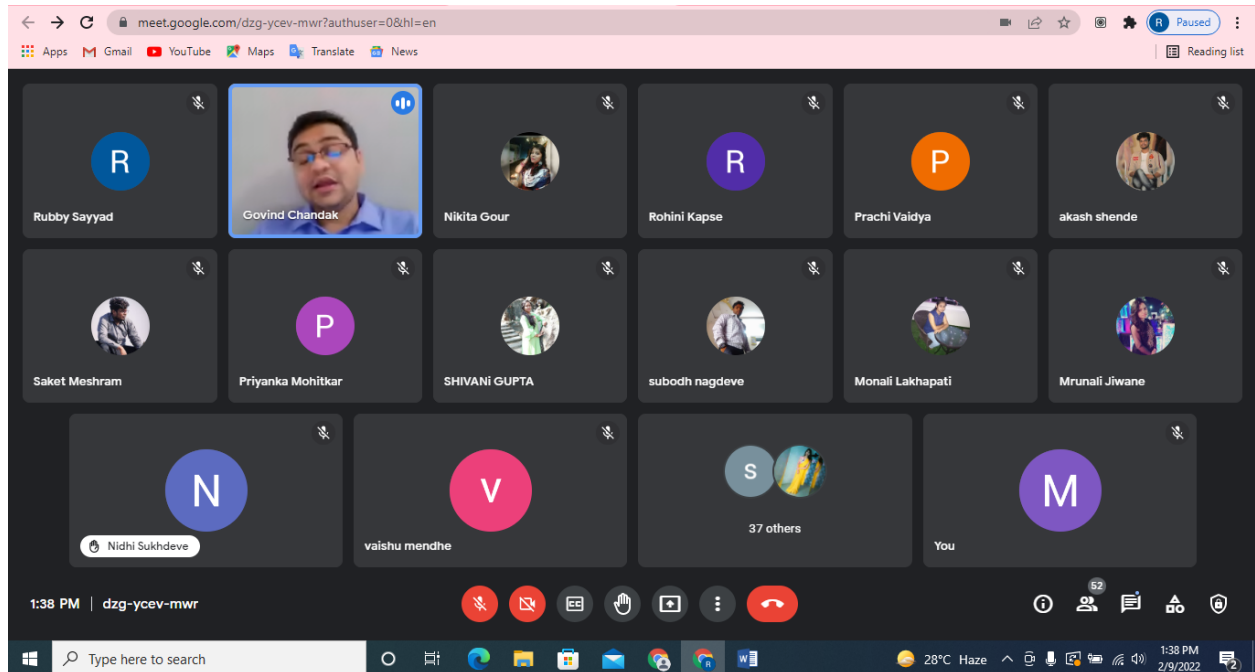 meet.google.com/dzg-ycev-mwr?authuser=0&hl=en
R Paused
Apps Gmail YouTube Maps Translate News Reading list
R P
Rubby Sayyad Govind Chandak Nikita Gour Rohini Kapse Prachi Vaidya akash shende
R
P
Saket Meshram Priyanka Mohitkar SHIVANi GUPTA subodh nagdeve Monali Lakhapati Mrunali Jiwane
N V S M
37 others
Nidhi Sukhdeve vaishu mendhe You
52
1:38 PM | dzg-ycev-mwr
Type here to search 28°C Haze 1:38 PM
2/9/2022
2